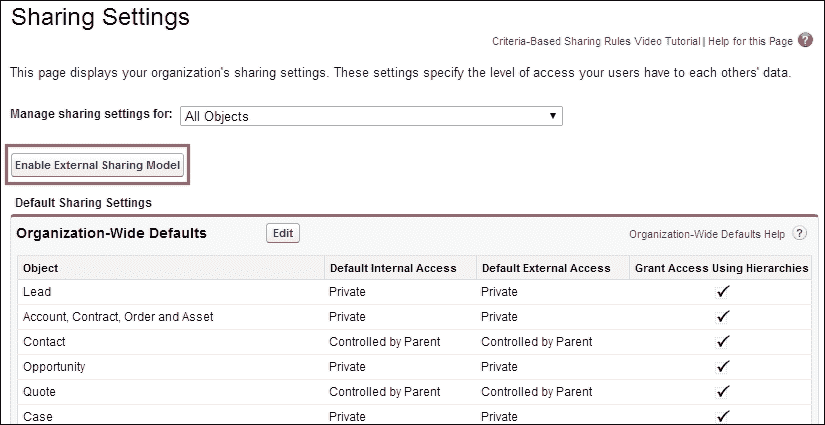 Sharing Settings
Criteria-Based Sharing Rules Video Tutorial | Help for this Page ?
This page displays your organization's sharing settings. These settings specify the level of access your users have to each others' data.
Manage sharing settings for: All Objects
Enable External Sharing Model
Default Sharing Settings
Organization-Wide Defaults Edit Organization-Wide Defaults Help ?
Object Default Internal Access Default External Access Grant Access Using Hierarchies
Lead Private Private ✓
Account, Contract, Order and Asset Private Private ✓
Contact Controlled by Parent Controlled by Parent ✓
Opportunity Private Private ✓
Quote Controlled by Parent Controlled by Parent ✓
Case Private Private ✓